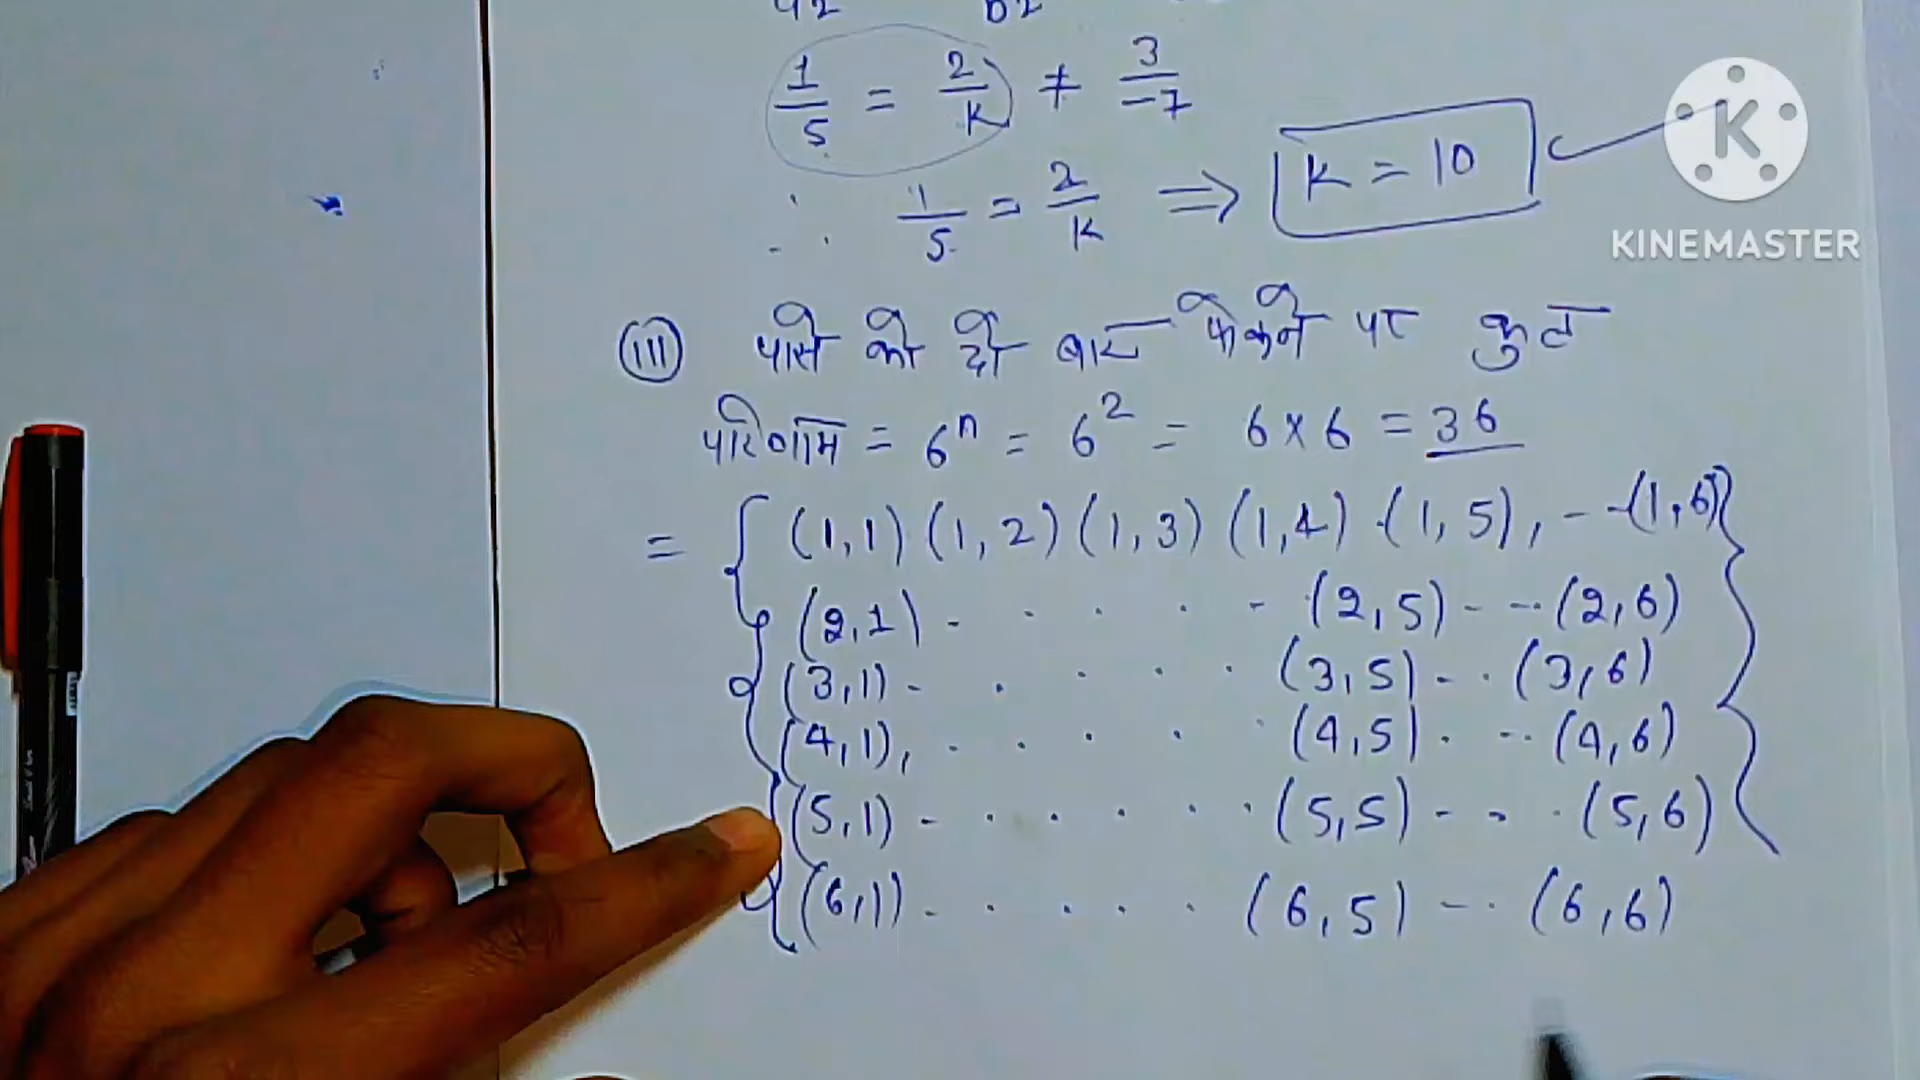 a2 b2
1/5 = 2/K ≠ 3/-7
∴ 1/5 = 2/K ⇒ K = 10
K
KINEMASTER
(iii) पासे को दो बार फेकने पर कुल
परिणाम = 6^n = 6^2 = 6 × 6 = 36
= { (1,1) (1,2) (1,3) (1,4) (1,5), -- (1,6) }
(2,1) - . . . - (2,5) - -- (2,6)
(3,1) - . . . . (3,5) - . . (3,6)
(4,1), . . . . . (4,5) . -- (4,6)
(5,1) - . . . . . . (5,5) - - . (5,6)
(6,1) - . . . . (6,5) -- . (6,6)